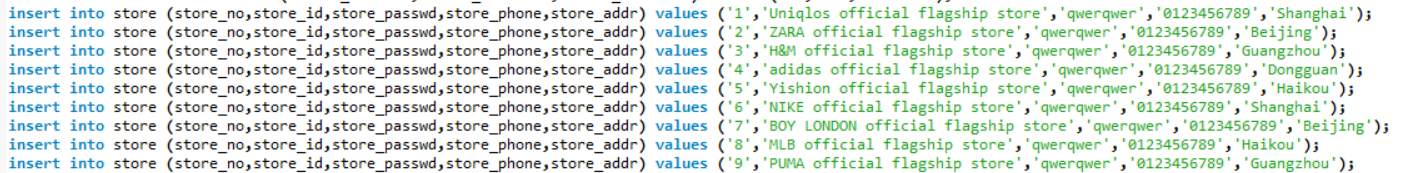 insert into store (store_no,store_id,store_passwd,store_phone,store_addr) values ('1','Uniqlos official flagship store','qwerqwer','0123456789','Shanghai');
insert into store (store_no,store_id,store_passwd,store_phone,store_addr) values ('2','ZARA official flagship store','qwerqwer','0123456789','Beijing');
insert into store (store_no,store_id,store_passwd,store_phone,store_addr) values ('3','H&M official flagship store','qwerqwer','0123456789','Guangzhou');
insert into store (store_no,store_id,store_passwd,store_phone,store_addr) values ('4','adidas official flagship store','qwerqwer','0123456789','Dongguan');
insert into store (store_no,store_id,store_passwd,store_phone,store_addr) values ('5','Yishion official flagship store','qwerqwer','0123456789','Haikou');
insert into store (store_no,store_id,store_passwd,store_phone,store_addr) values ('6','NIKE official flagship store','qwerqwer','0123456789','Shanghai');
insert into store (store_no,store_id,store_passwd,store_phone,store_addr) values ('7','BOY LONDON official flagship store','qwerqwer','0123456789','Beijing');
insert into store (store_no,store_id,store_passwd,store_phone,store_addr) values ('8','MLB official flagship store','qwerqwer','0123456789','Haikou');
insert into store (store_no,store_id,store_passwd,store_phone,store_addr) values ('9','PUMA official flagship store','qwerqwer','0123456789','Guangzhou');